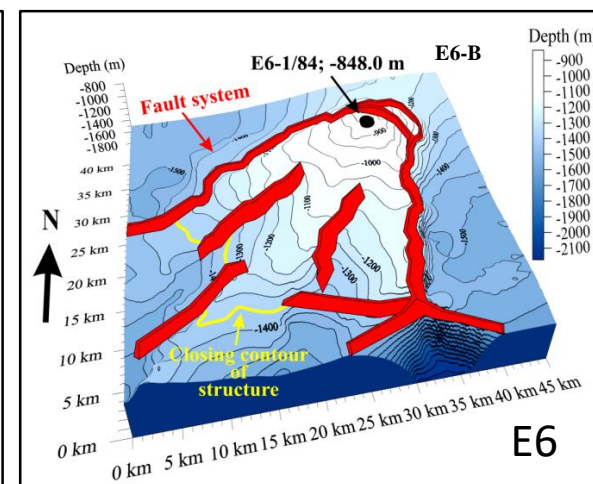 Depth (m)
-800
-1000
-1200
-1400
-1600
-1800
E6-1/84; -848.0 m
E6-B
Depth (m)
-900
-1000
-1100
-1200
-1300
-1400
-1500
-1600
-1700
-1800
-1900
-2000
-2100
Fault system
-900
-1000
-1100
-1200
-1300
-1300
-1200
-1400
-1400
-1500
N
40 km
35 km
30 km
25 km
20 km
15 km
10 km
5 km
0 km
Closing contour
of
structure
0 km 5 km 10 km 15 km 20 km 25 km 30 km 35 km 40 km 45 km
E6